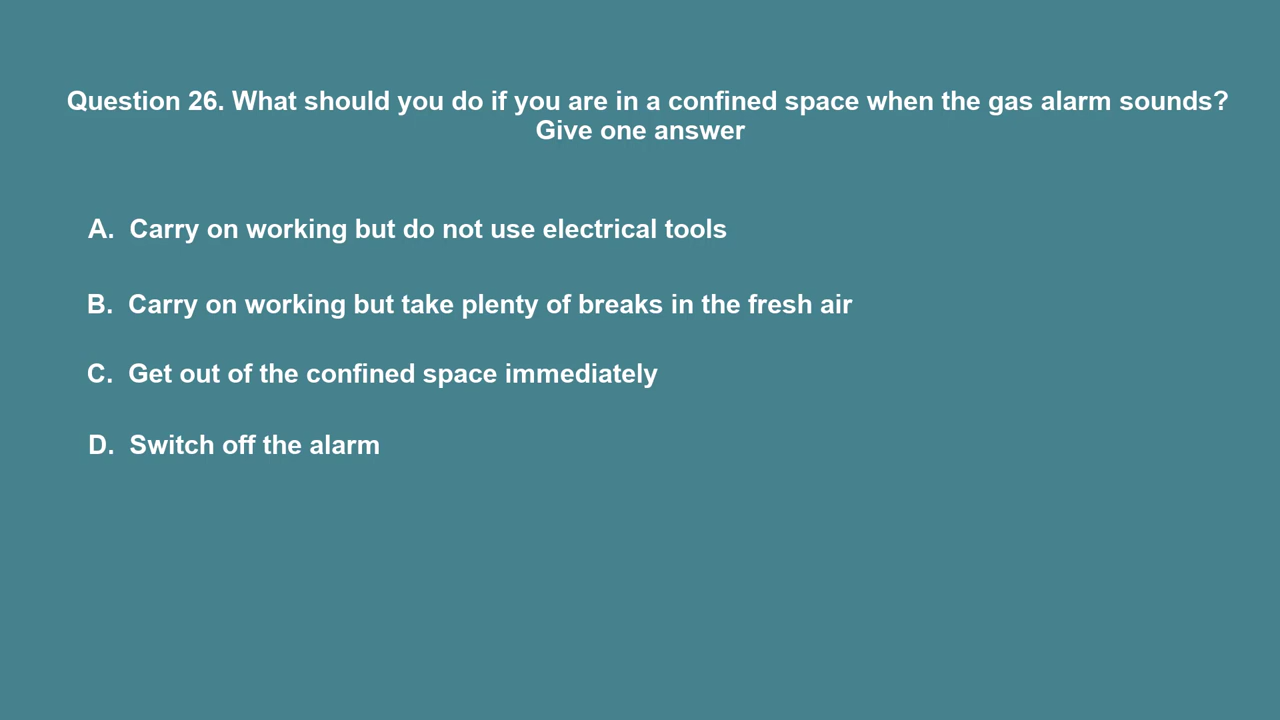 Question 26. What should you do if you are in a confined space when the gas alarm sounds?
Give one answer
A. Carry on working but do not use electrical tools
B. Carry on working but take plenty of breaks in the fresh air
C. Get out of the confined space immediately
D. Switch off the alarm